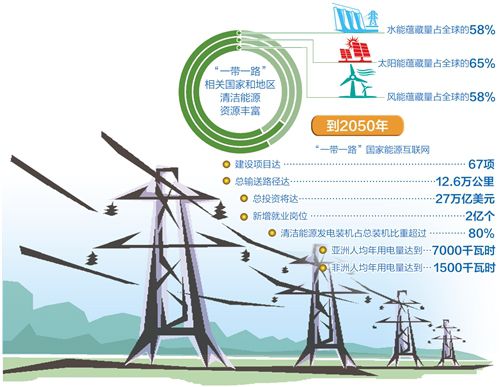 水能蕴藏量占全球的58%
太阳能蕴藏量占全球的65%
风能蕴藏量占全球的58%
“一带一路”
相关国家和地区
清洁能源
资源丰富
到2050年
“一带一路”国家能源互联网
建设项目达 67项
总输送路径达 12.6万公里
总投资将达 27万亿美元
新增就业岗位 2亿个
清洁能源发电装机占总装机比重超过 80%
亚洲人均年用电量达到 7000千瓦时
非洲人均年用电量达到 1500千瓦时